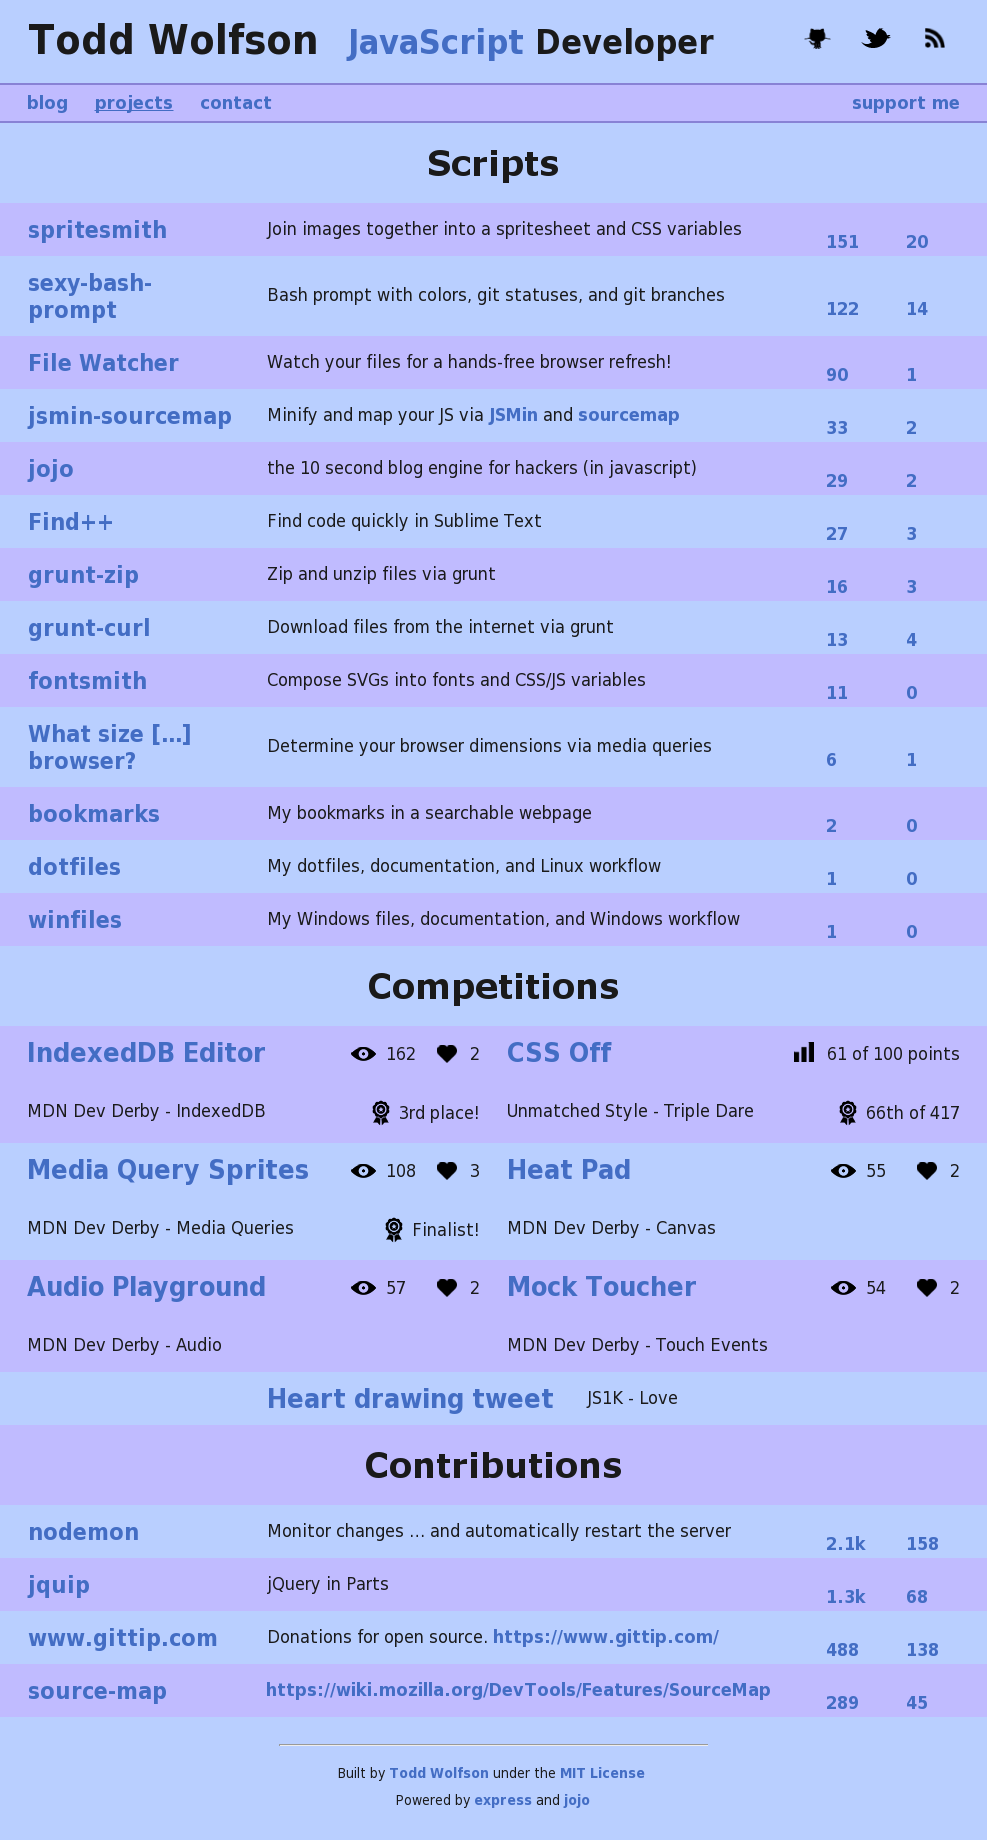 Todd Wolfson JavaScript Developer
blog projects contact support me
Scripts
spritesmith Join images together into a spritesheet and CSS variables 151 20
sexy-bash-
prompt Bash prompt with colors, git statuses, and git branches 122 14
File Watcher Watch your files for a hands-free browser refresh! 90 1
jsmin-sourcemap Minify and map your JS via JSMin and sourcemap 33 2
jojo the 10 second blog engine for hackers (in javascript) 29 2
Find++ Find code quickly in Sublime Text 27 3
grunt-zip Zip and unzip files via grunt 16 3
grunt-curl Download files from the internet via grunt 13 4
fontsmith Compose SVGs into fonts and CSS/JS variables 11 0
What size [...]
browser? Determine your browser dimensions via media queries 6 1
bookmarks My bookmarks in a searchable webpage 2 0
dotfiles My dotfiles, documentation, and Linux workflow 1 0
winfiles My Windows files, documentation, and Windows workflow 1 0
Competitions
IndexedDB Editor 162 2 CSS Off 61 of 100 points
MDN Dev Derby - IndexedDB 3rd place! Unmatched Style - Triple Dare 66th of 417
Media Query Sprites 108 3 Heat Pad 55 2
MDN Dev Derby - Media Queries Finalist! MDN Dev Derby - Canvas
Audio Playground 57 2 Mock Toucher 54 2
MDN Dev Derby - Audio MDN Dev Derby - Touch Events
Heart drawing tweet JS1K - Love
Contributions
nodemon Monitor changes ... and automatically restart the server 2.1k 158
jquip jQuery in Parts 1.3k 68
www.gittip.com Donations for open source. https://www.gittip.com/ 488 138
source-map https://wiki.mozilla.org/DevTools/Features/SourceMap 289 45
Built by Todd Wolfson under the MIT License
Powered by express and jojo